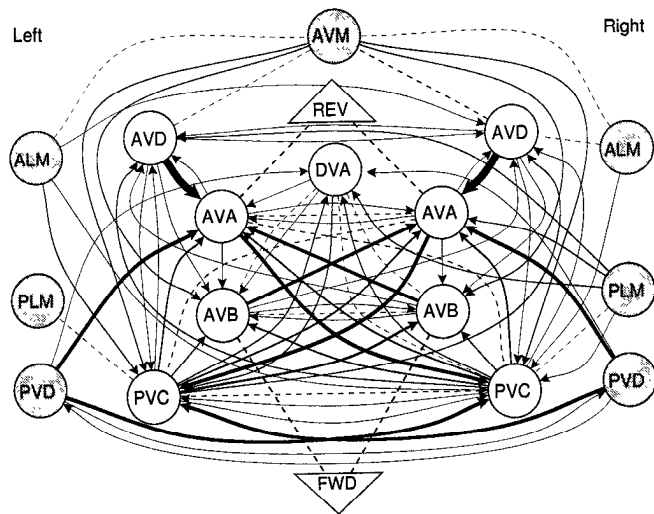 Left
Right
AVM
REV
AVD
AVD
ALM
ALM
DVA
AVA
AVA
PLM
PLM
AVB
AVB
PVD
PVD
PVC
PVC
FWD